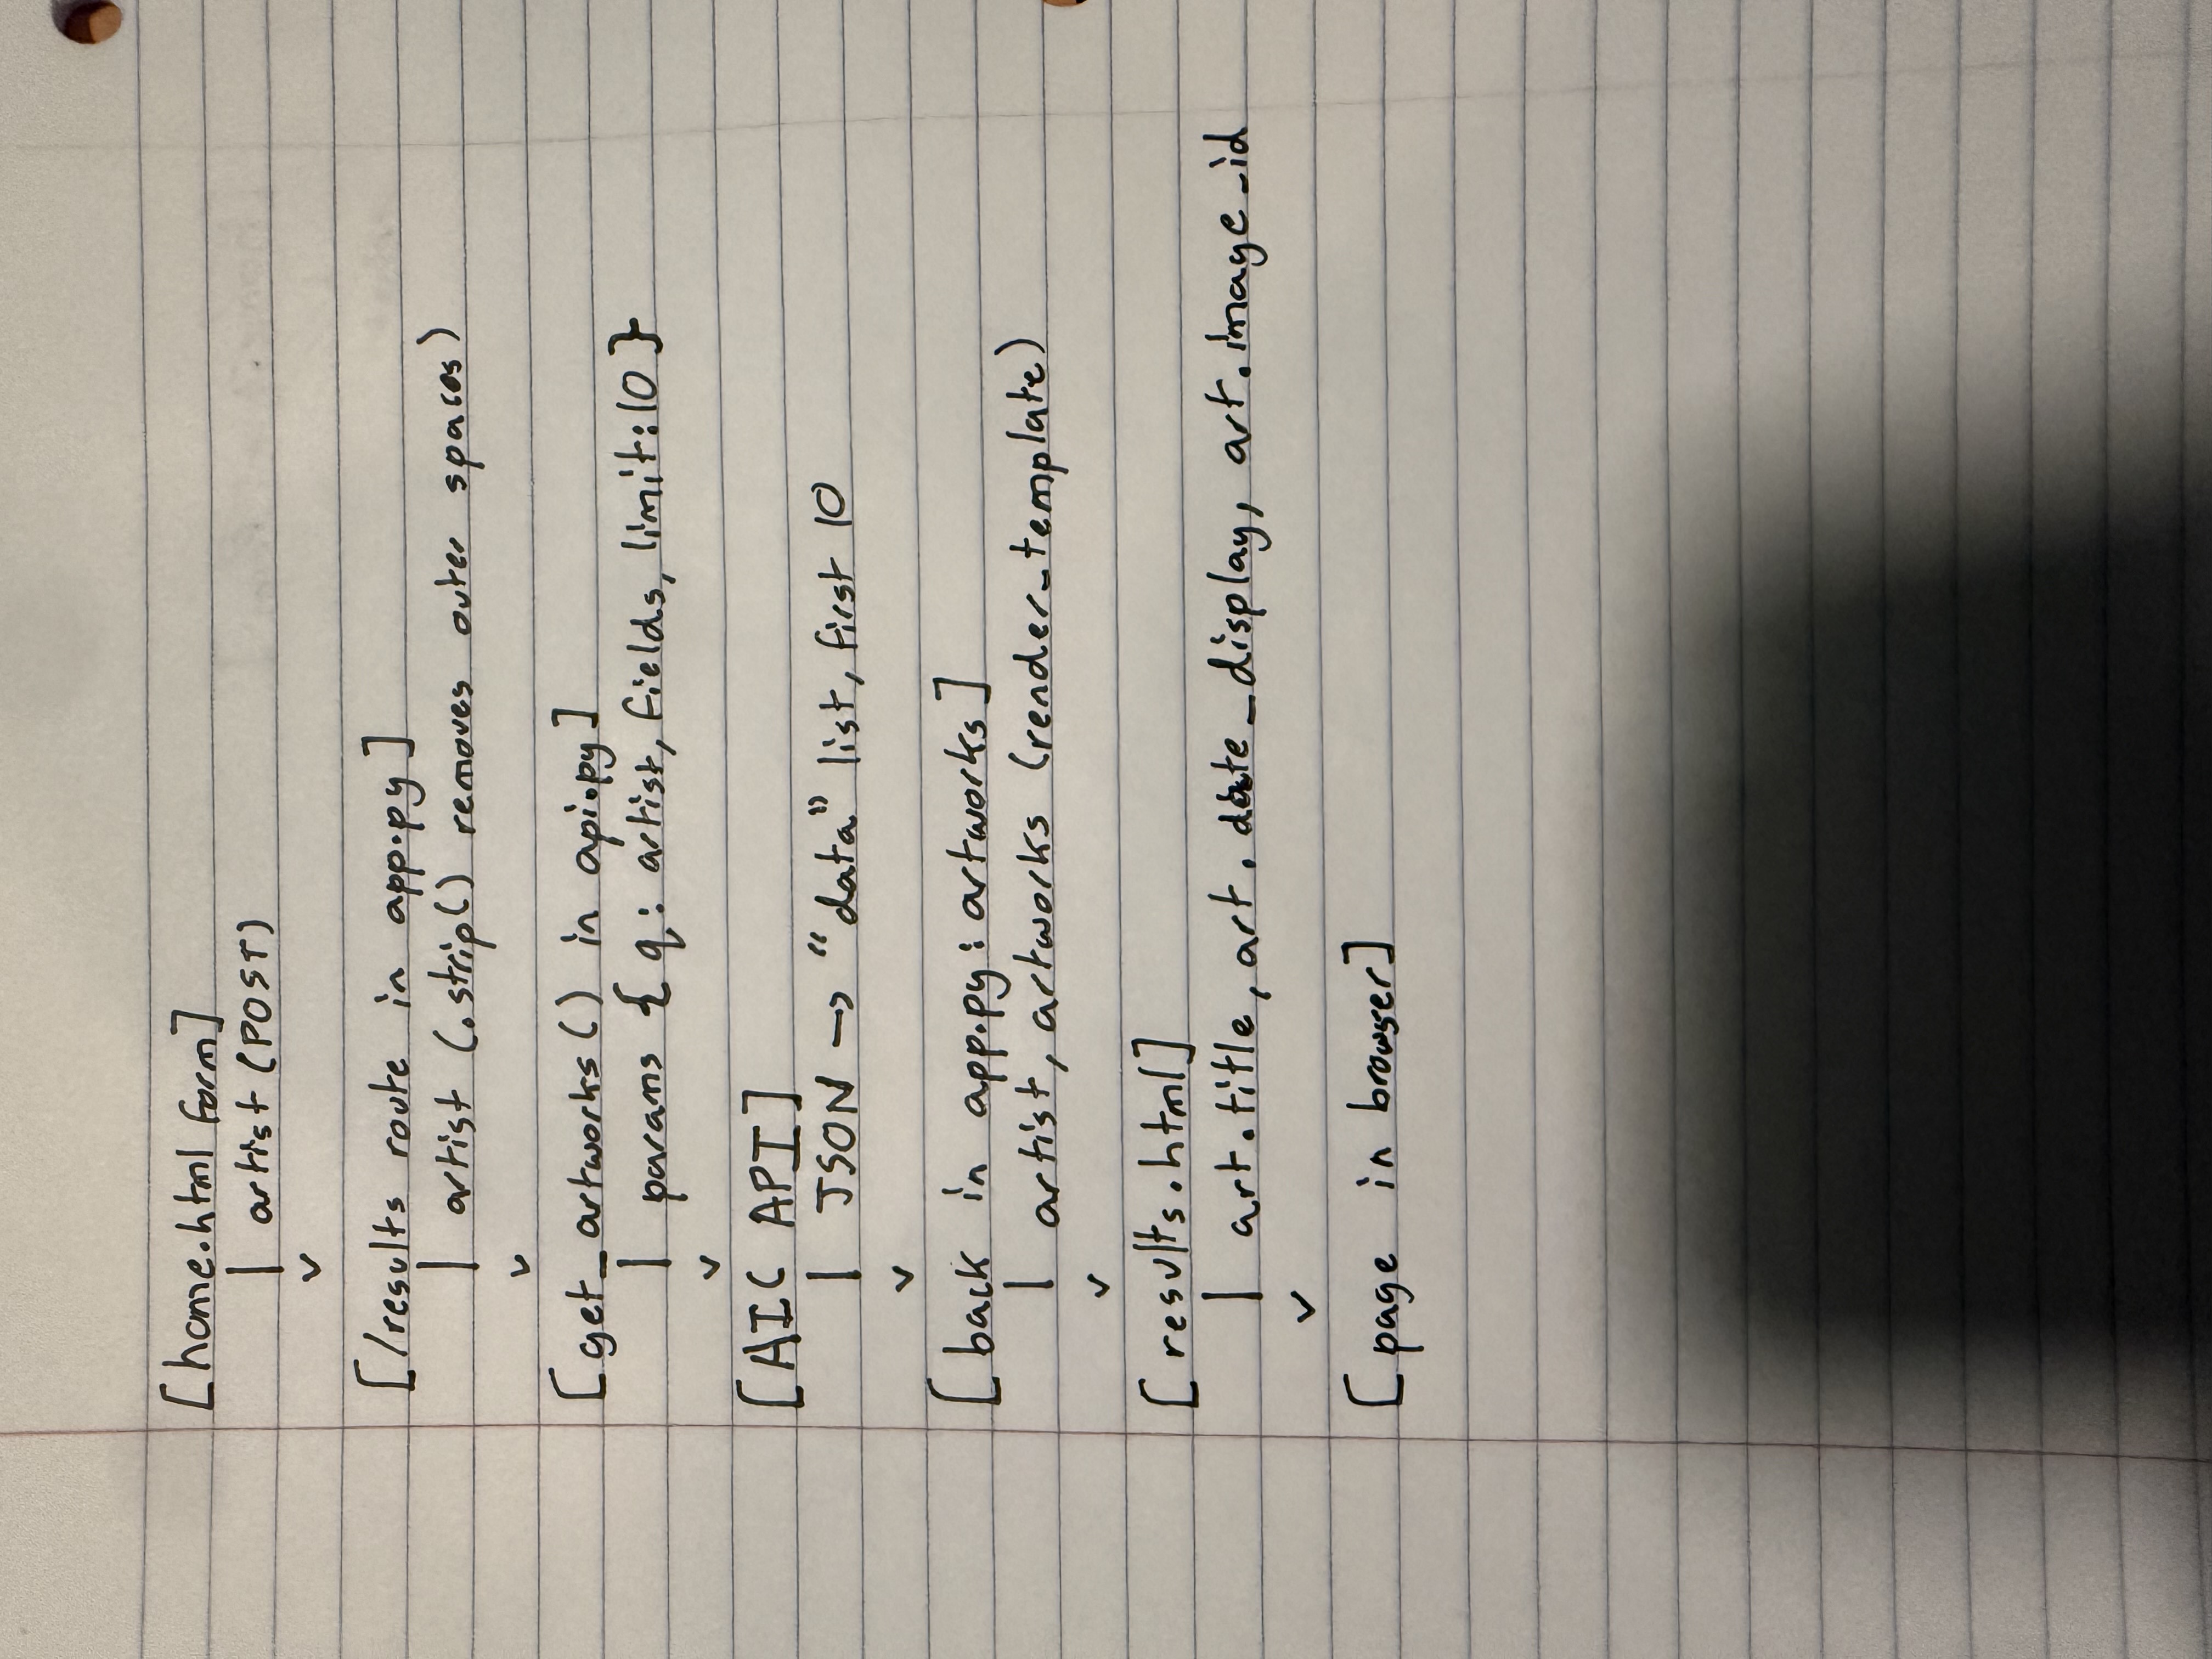 [home.html form]
| artist (POST)
v
[/results route in app.py]
| artist (.strip() removes outer spaces)
v
[get_artworks() in api.py]
| params { q: artist, fields, limit:10 }
v
[AIC API]
| JSON -> "data" list, first 10
v
[back in app.py: artworks]
| artist, artworks (render_template)
v
[results.html]
| art.title, art.date_display, art.image_id
v
[page in browser]